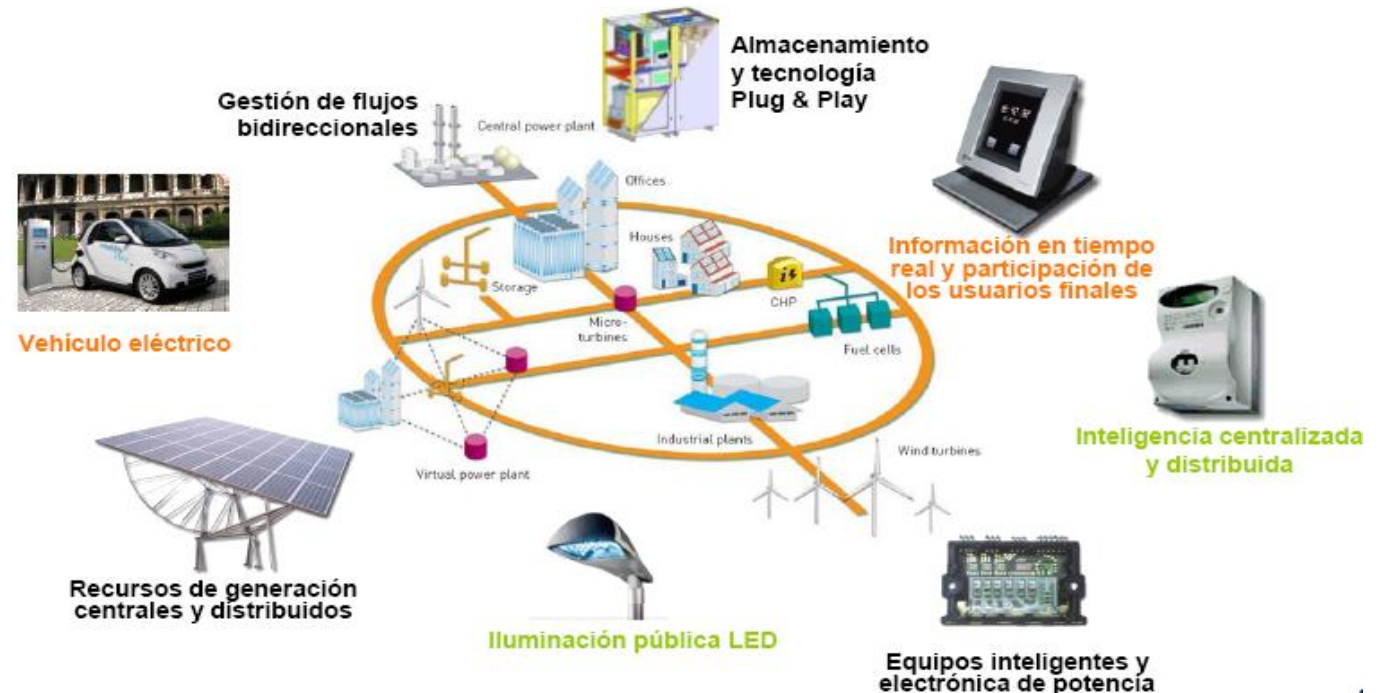 Almacenamiento
y tecnología
Plug & Play
Gestión de flujos
bidireccionales
Central power plant
Offices
Houses
Storage
CHP
Micro-
turbines
Fuel cells
Información en tiempo
real y participación de
los usuarios finales
Vehículo eléctrico
Industrial plants
Inteligencia centralizada
y distribuida
Wind turbines
Virtual power plant
Recursos de generación
centrales y distribuidos
Iluminación pública LED
Equipos inteligentes y
electrónica de potencia